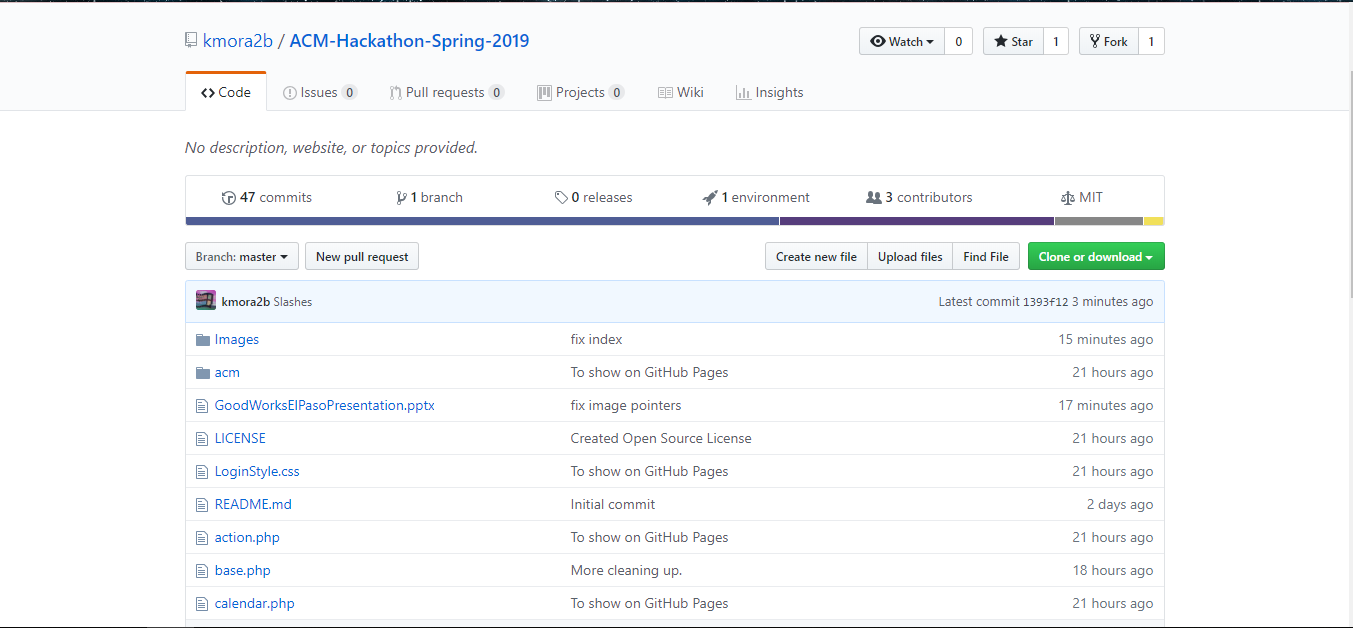 kmora2b / ACM-Hackathon-Spring-2019
Watch 0 Star 1 Fork 1
Code Issues 0 Pull requests 0 Projects 0 Wiki Insights
No description, website, or topics provided.
47 commits 1 branch 0 releases 1 environment 3 contributors MIT
Branch: master New pull request Create new file Upload files Find File Clone or download
kmora2b Slashes Latest commit 1393f12 3 minutes ago
Images fix index 15 minutes ago
acm To show on GitHub Pages 21 hours ago
GoodWorksElPasoPresentation.pptx fix image pointers 17 minutes ago
LICENSE Created Open Source License 21 hours ago
LoginStyle.css To show on GitHub Pages 21 hours ago
README.md Initial commit 2 days ago
action.php To show on GitHub Pages 21 hours ago
base.php More cleaning up. 18 hours ago
calendar.php To show on GitHub Pages 21 hours ago